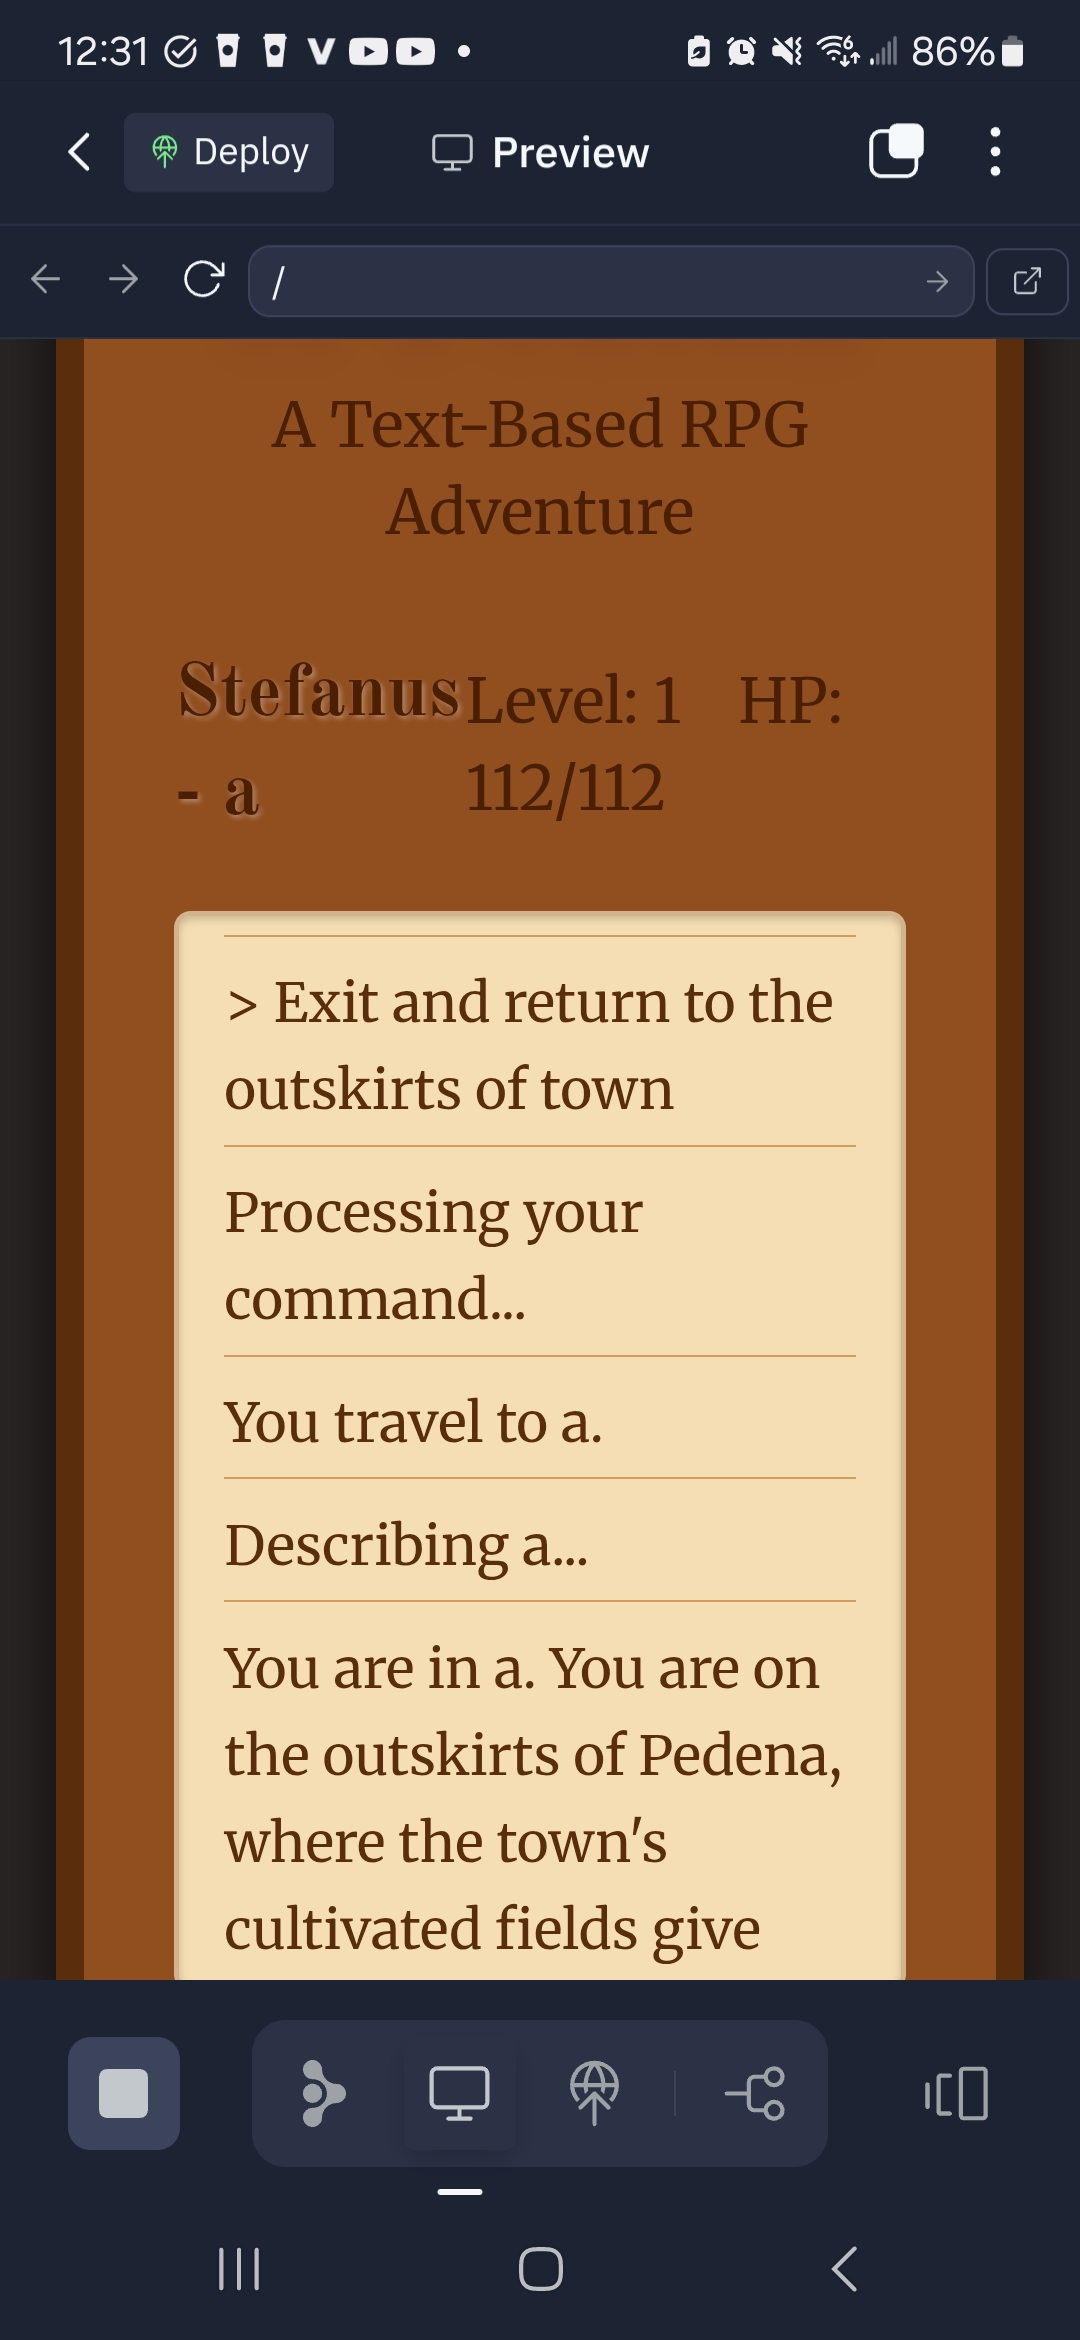 12:31
86%
Deploy
Preview
/
A Text-Based RPG
Adventure
Stefanus
- a
Level: 1 HP:
112/112
> Exit and return to the
outskirts of town
Processing your
command...
You travel to a.
Describing a...
You are in a. You are on
the outskirts of Pedena,
where the town's
cultivated fields give